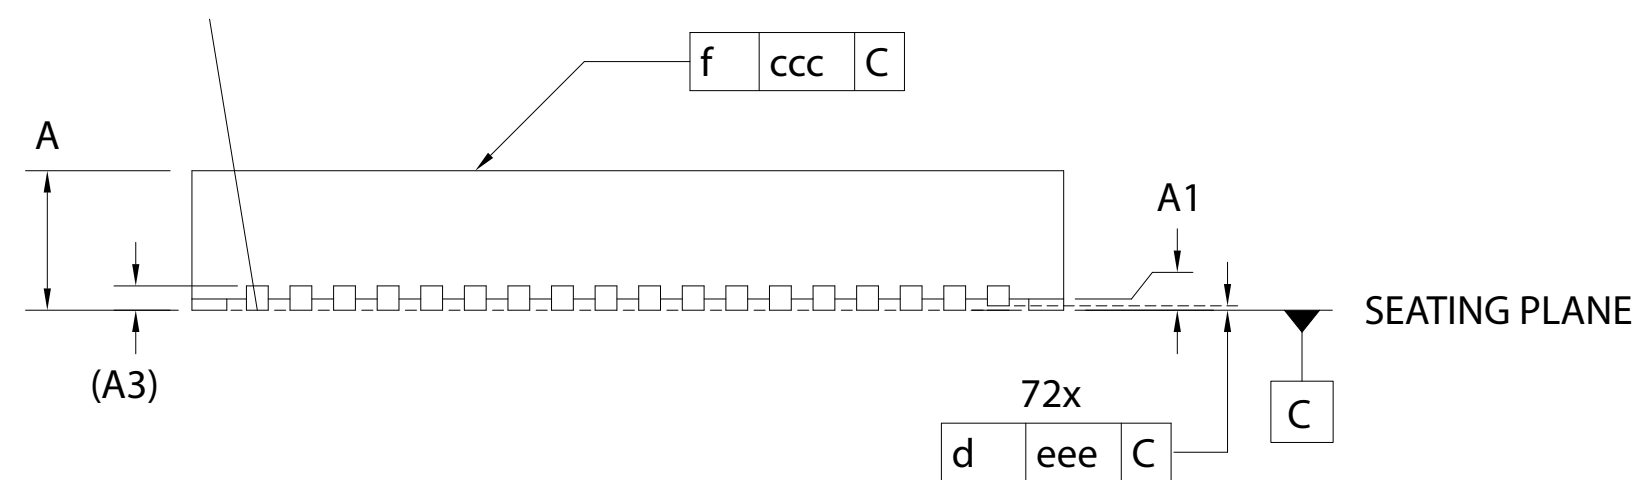 f ccc C
A
A1
SEATING PLANE
(A3)
72x
C
d eee C